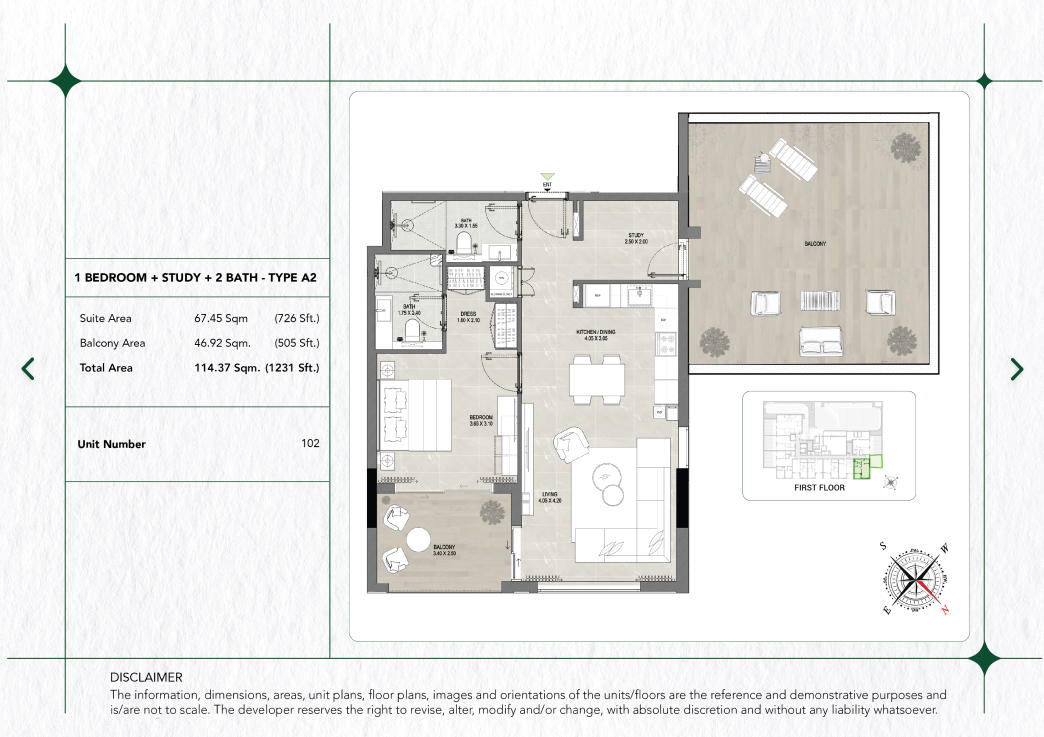 1 BEDROOM + STUDY + 2 BATH - TYPE A2
Suite Area 67.45 Sqm (726 Sft.)
Balcony Area 46.92 Sqm. (505 Sft.)
Total Area 114.37 Sqm. (1231 Sft.)
Unit Number 102
ENT
BATH
3.30 X 1.55
STUDY
2.50 X 2.00
BALCONY
BATH
1.75 X 2.40
DRESS
KITCHEN / DINING
4.05 X 3.65
BEDROOM
3.65 X 3.10
LIVING
4.05 X 4.20
BALCONY
3.40 X 2.50
FIRST FLOOR
S
W
E
N
DISCLAIMER
The information, dimensions, areas, unit plans, floor plans, images and orientations of the units/floors are the reference and demonstrative purposes and
is/are not to scale. The developer reserves the right to revise, alter, modify and/or change, with absolute discretion and without any liability whatsoever.